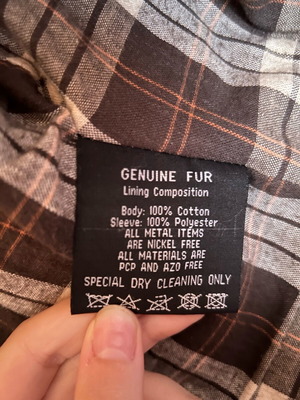 GENUINE FUR
Lining Composition
Body: 100% Cotton
Sleeve: 100% Polyester
ALL METAL ITEMS
ARE NICKEL FREE
ALL MATERIALS ARE
PCP AND AZO FREE
SPECIAL DRY CLEANING ONLY